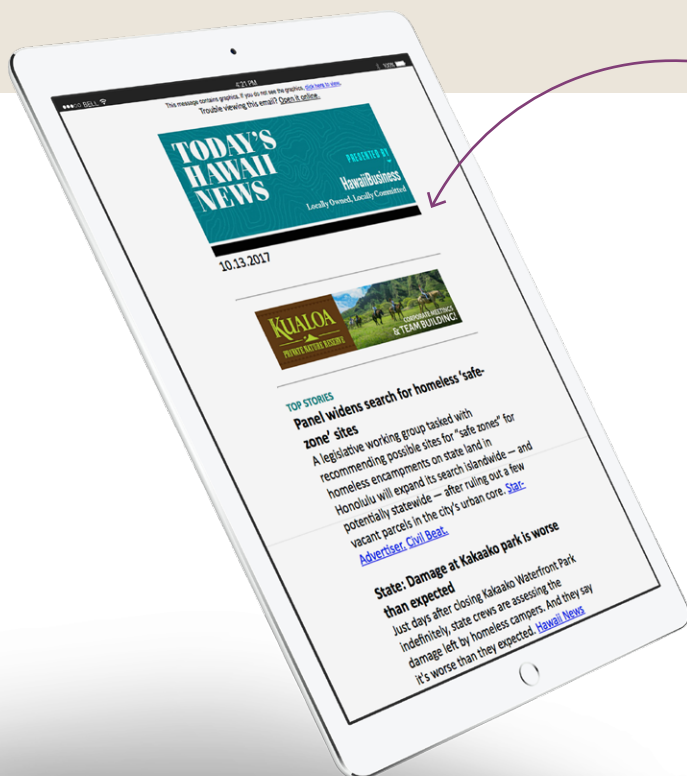 ●●●○○ BELL
4:21 PM
100%
This message contains graphics. If you do not see the graphics, click here to view.
Trouble viewing this email? Open it online.
TODAY'S
HAWAII
NEWS
PRESENTED BY
HawaiiBusiness
Locally Owned, Locally Committed
10.13.2017
KUALOA
PRIVATE NATURE RESERVE
CORPORATE MEETINGS
& TEAM BUILDING!
TOP STORIES
Panel widens search for homeless 'safe-
zone' sites
A legislative working group tasked with
recommending possible sites for "safe zones" for
homeless encampments on state land in
Honolulu will expand its search islandwide — and
potentially statewide — after ruling out a few
vacant parcels in the city's urban core. Star-
Advertiser. Civil Beat.
State: Damage at Kakaako park is worse
than expected
Just days after closing Kakaako Waterfront Park
indefinitely, state crews are assessing the
damage left by homeless campers. And they say
it's worse than they expected. Hawaii News